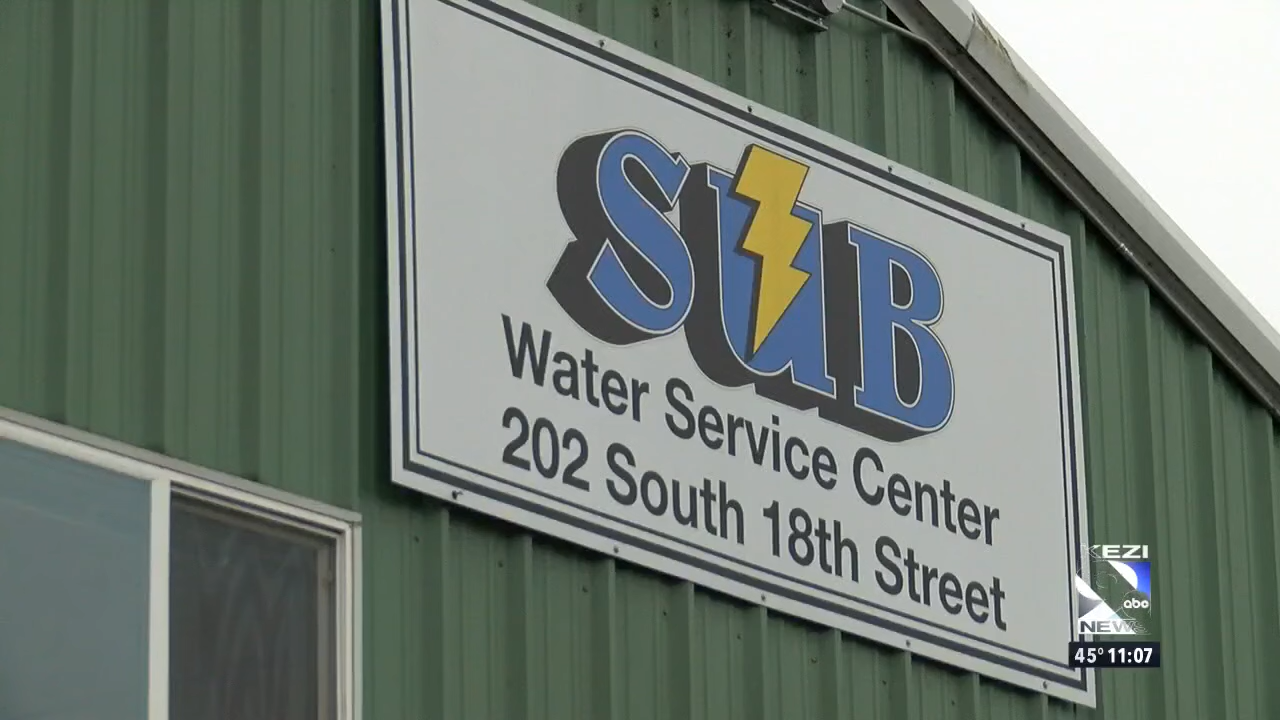 SUB
Water Service Center
202 South 18th Street
KEZI
abc
NEWS
45° 11:07